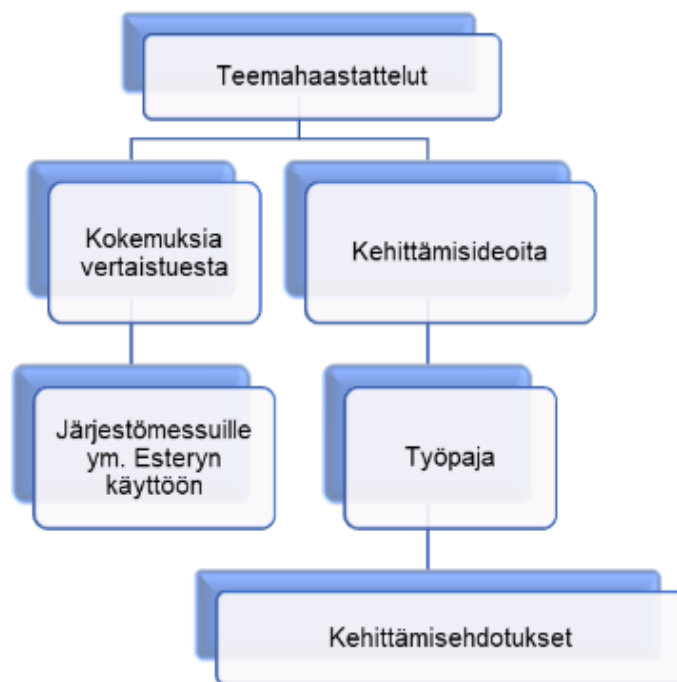 Teemahaastattelut
Kokemuksia
vertaistuesta
Kehittämisideoita
Järjestömessuille
ym. Esteryn
käyttöön
Työpaja
Kehittämisehdotukset